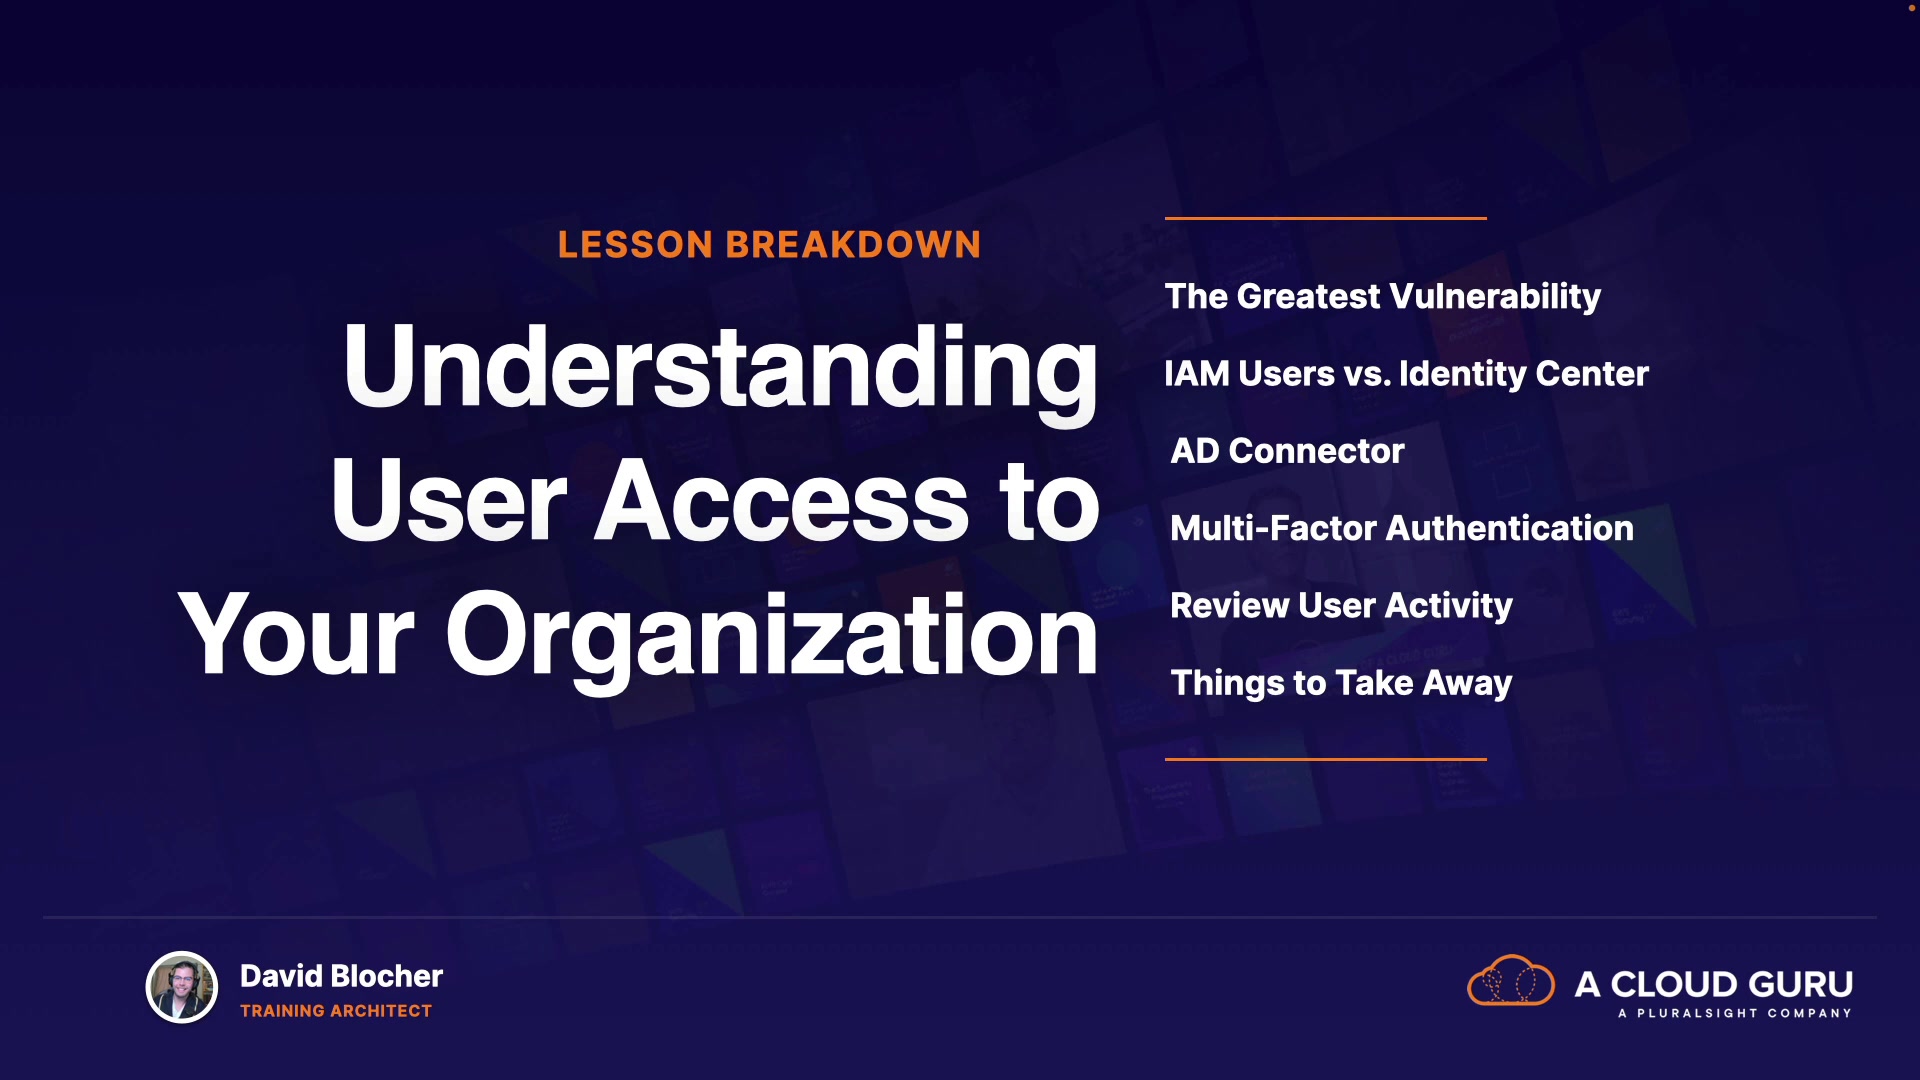 LESSON BREAKDOWN
Understanding
User Access to
Your Organization
The Greatest Vulnerability
IAM Users vs. Identity Center
AD Connector
Multi-Factor Authentication
Review User Activity
Things to Take Away
David Blocher
TRAINING ARCHITECT
A CLOUD GURU
A PLURALSIGHT COMPANY